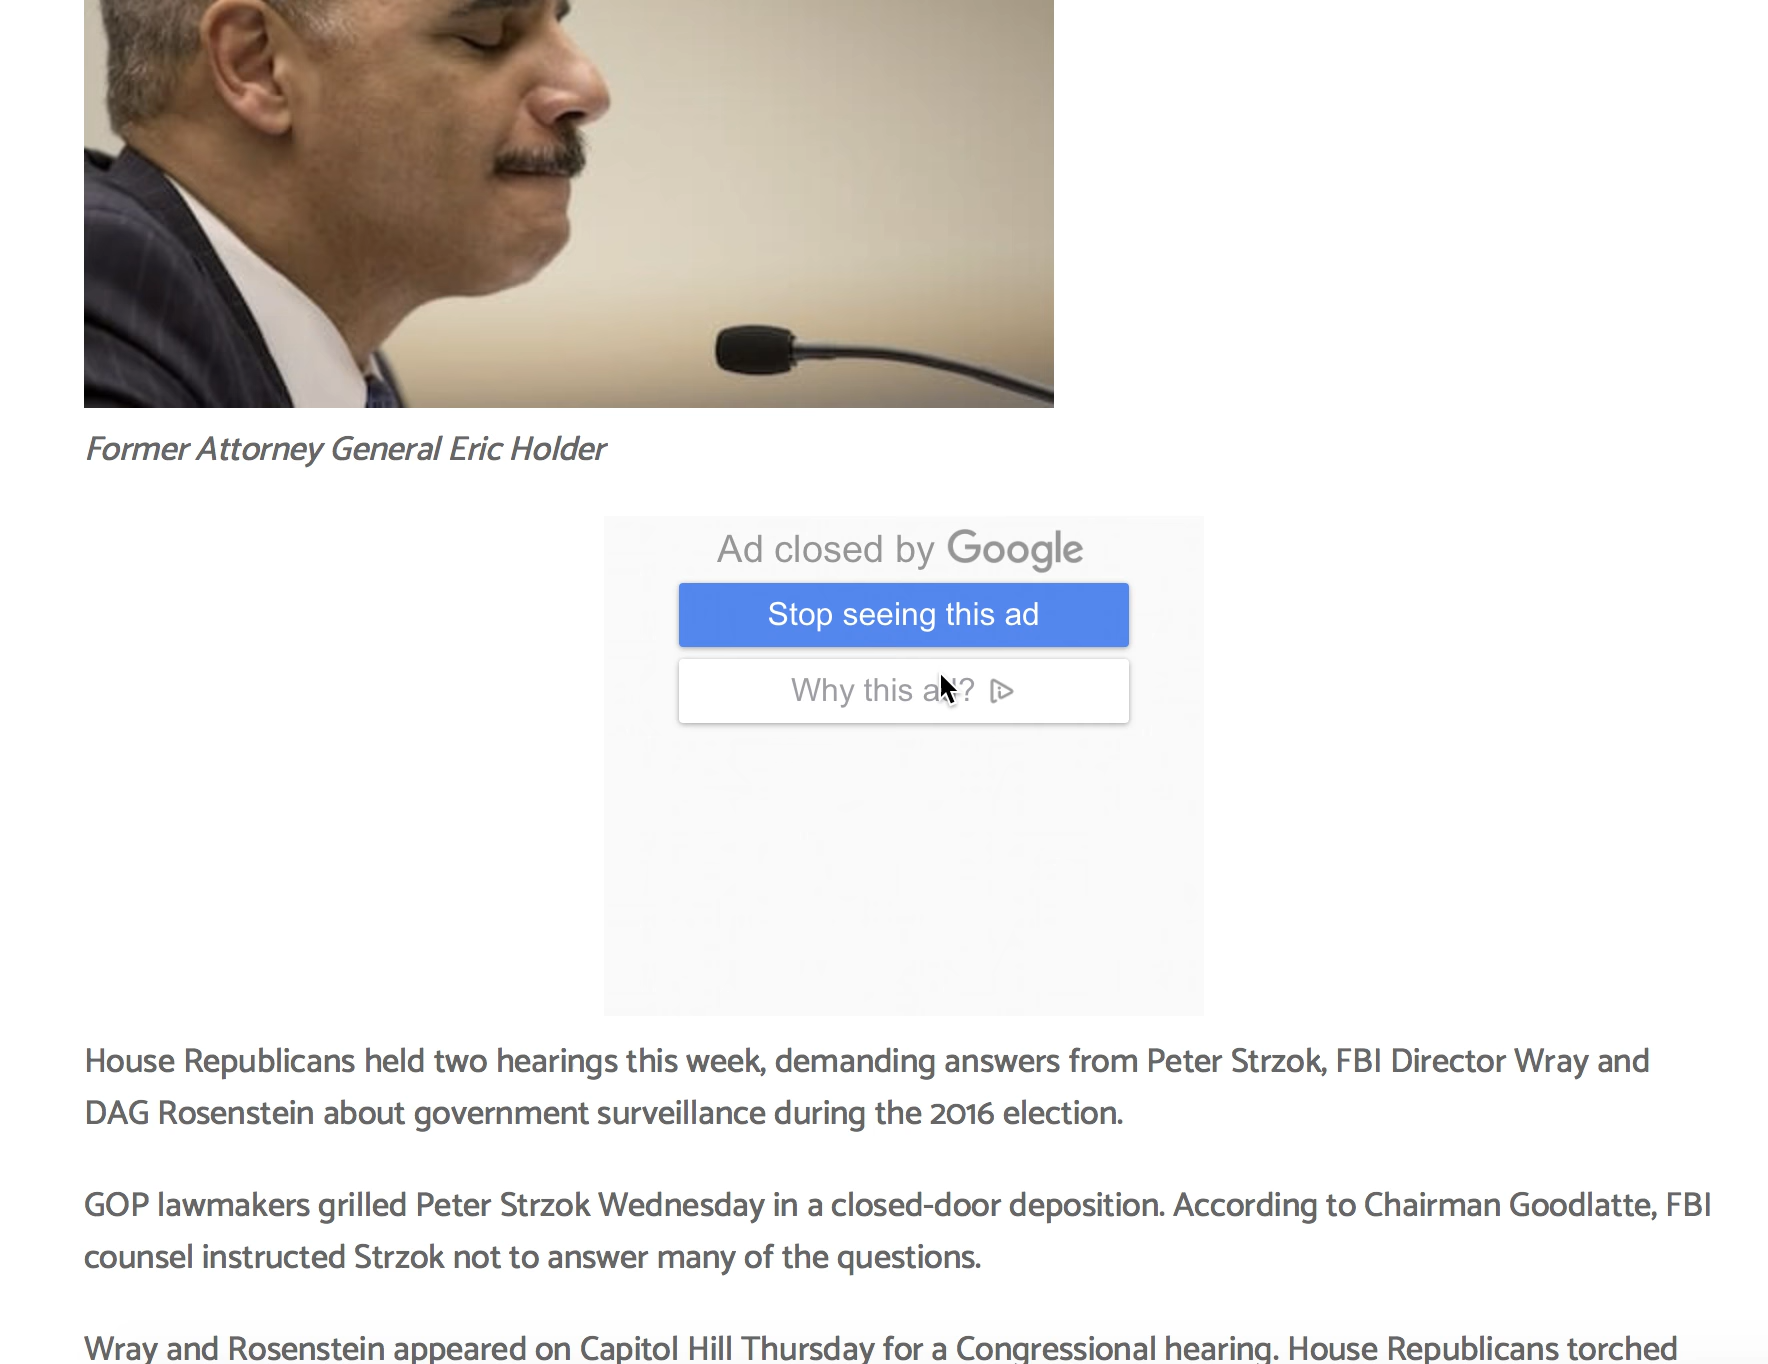 Former Attorney General Eric Holder
Ad closed by Google
Stop seeing this ad
Why this ?
House Republicans held two hearings this week, demanding answers from Peter Strzok, FBI Director Wray and
DAG Rosenstein about government surveillance during the 2016 election.
GOP lawmakers grilled Peter Strzok Wednesday in a closed-door deposition. According to Chairman Goodlatte, FBI
counsel instructed Strzok not to answer many of the questions.
Wray and Rosenstein appeared on Capitol Hill Thursday for a Congressional hearing. House Republicans torched